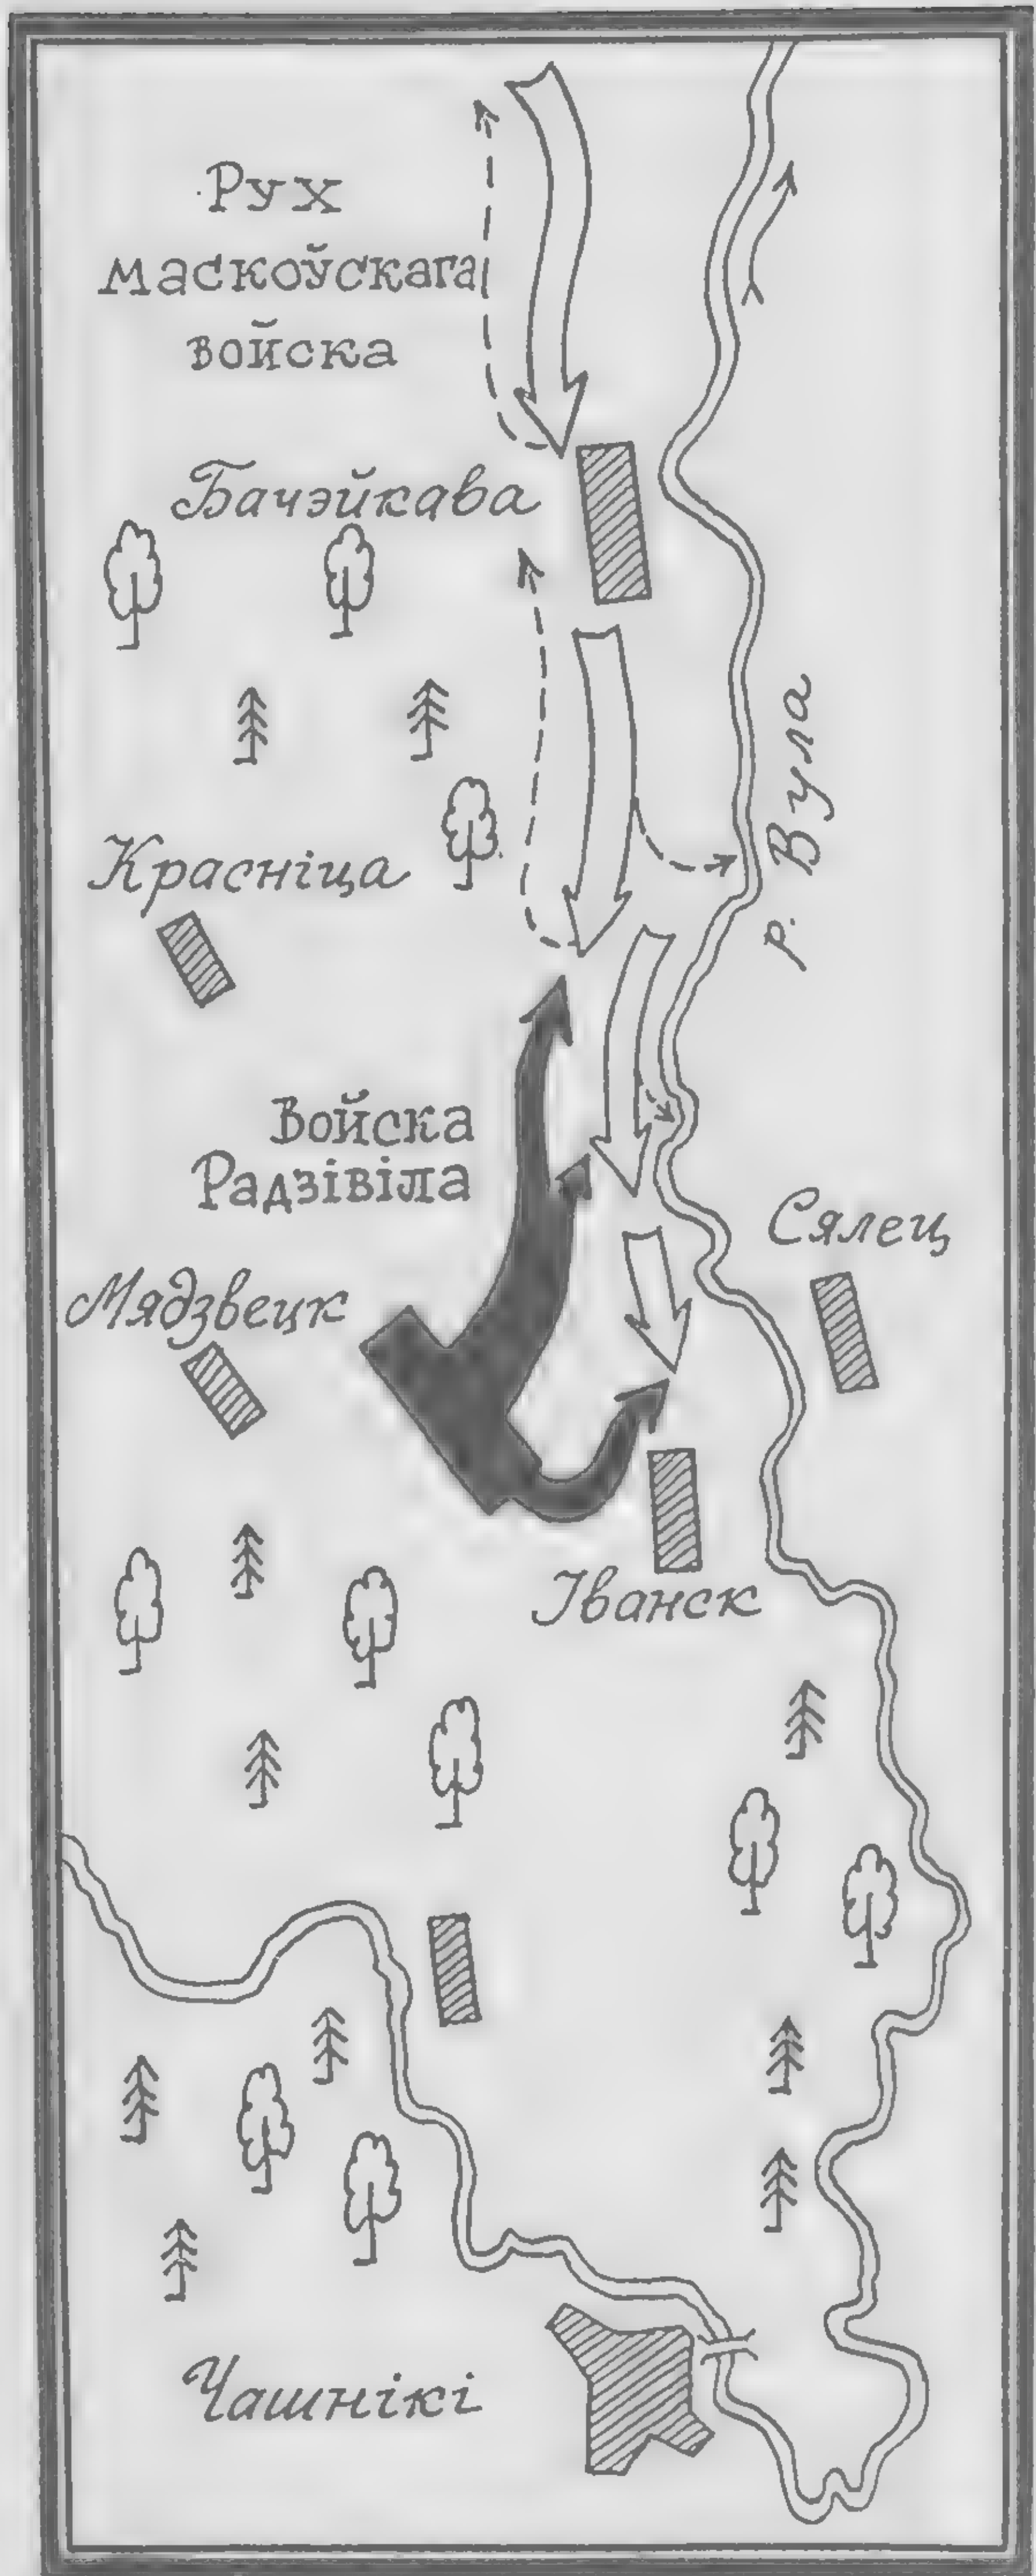 Рух
маскоўскага
войска
Бачэйкава
р. Вула
Красніца
Войска
Радзівіла
Сялец
Мядзвецк
Іванск
Чашнікі